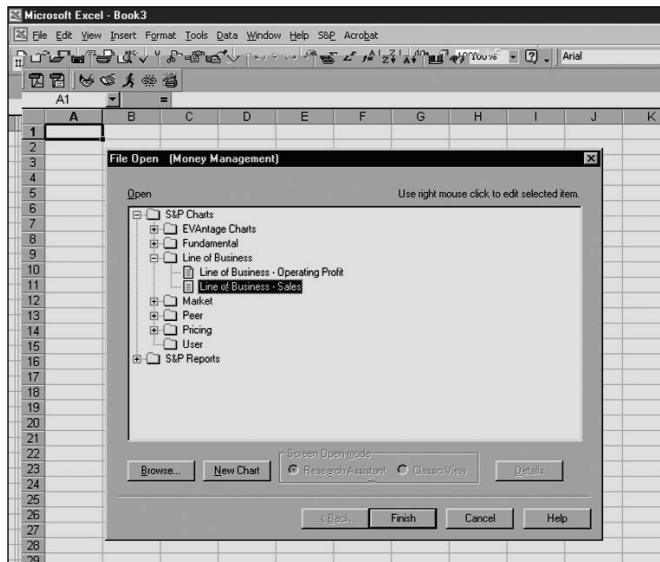 Microsoft Excel - Book3
File Edit View Insert Format Tools Data Window Help S&P Acrobat
Arial
A1 =
A B C D E F G H I J K
1
2
3
4
5
6
7
8
9
10
11
12
13
14
15
16
17
18
19
20
21
22
23
24
25
26
27
28
29
File Open (Money Management)
Open Use right mouse click to edit selected item.
S&P Charts
EVAntage Charts
Fundamental
Line of Business
Line of Business - Operating Profit
Line of Business - Sales
Market
Peer
Pricing
User
S&P Reports
Screen Open mode
Browse... New Chart Research Assistant Classic View Details
< Back Finish Cancel Help